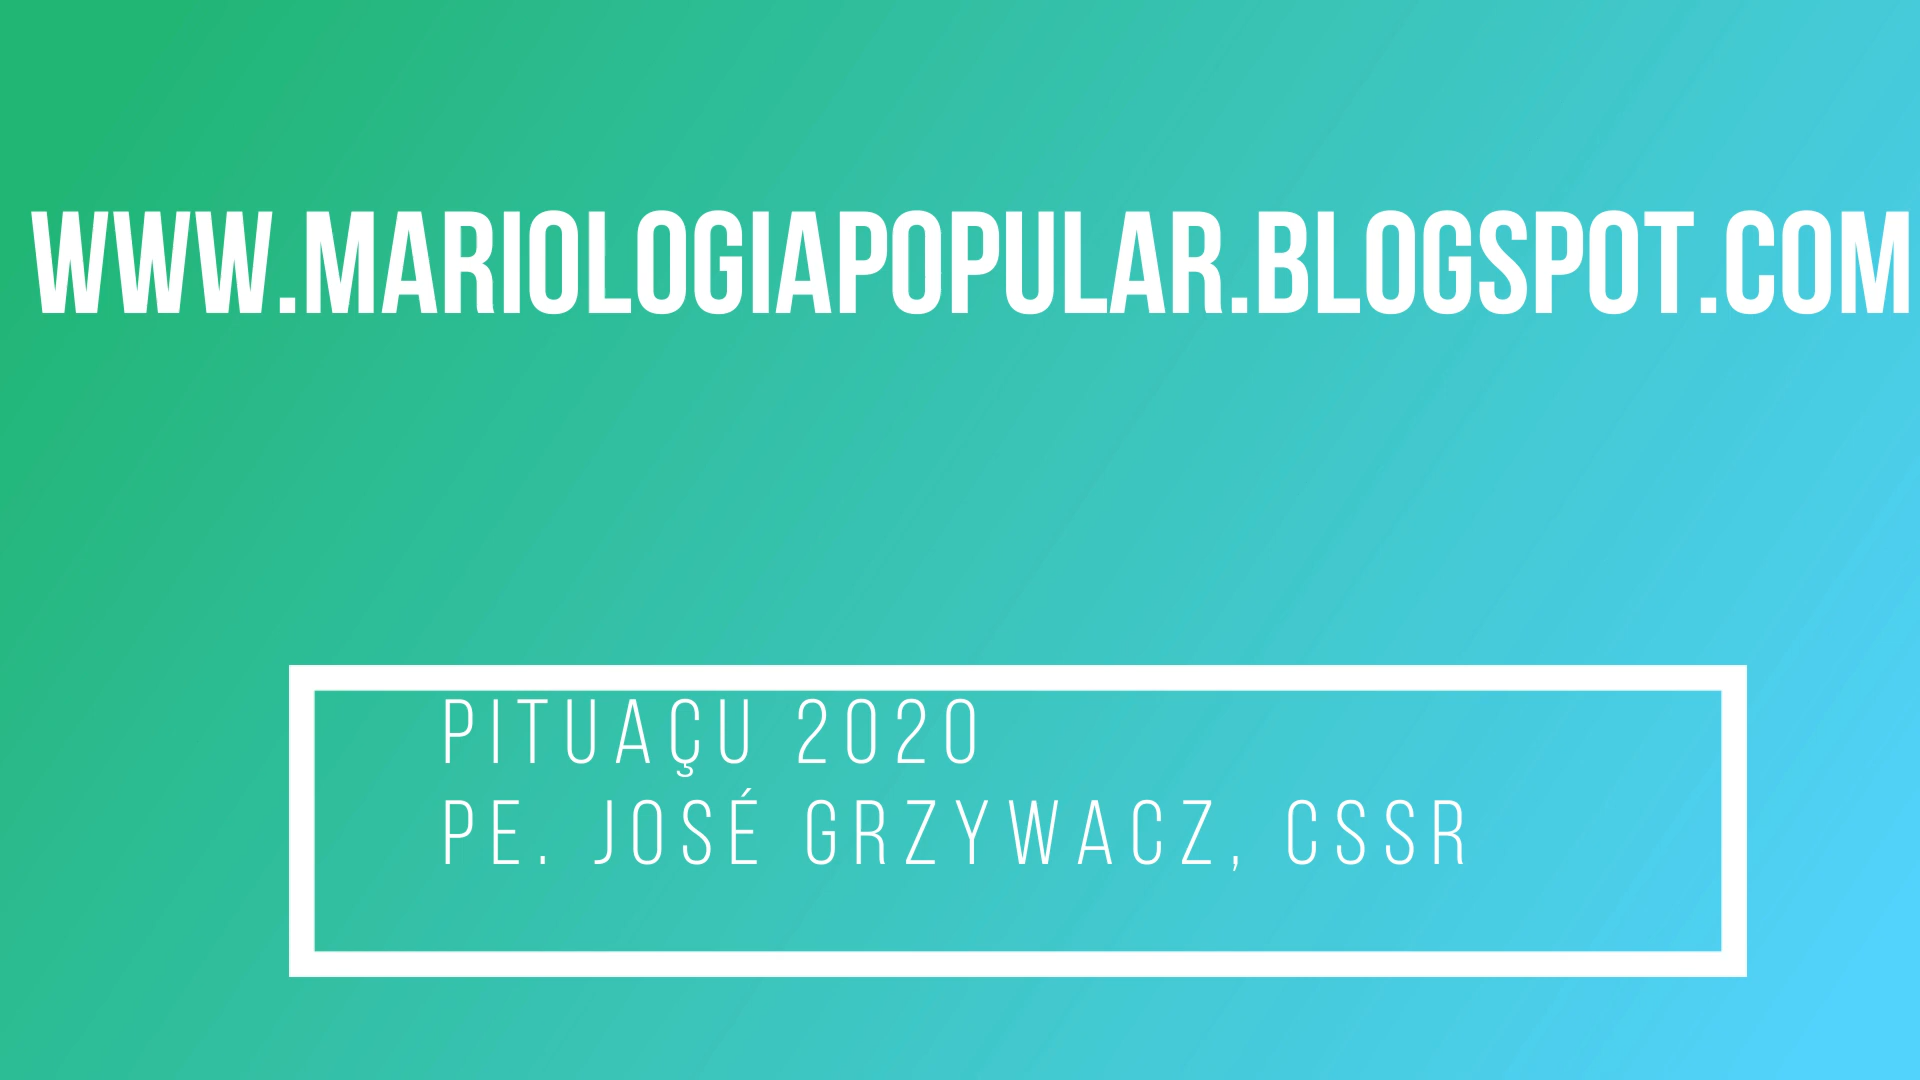 WWW.MARIOLOGIAPOPULAR.BLOGSPOT.COM
PITUAÇU 2020
PE. JOSÉ GRZYWACZ, CSSR